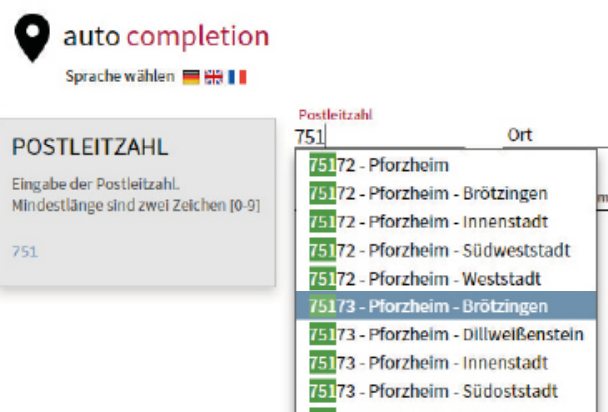 auto completion
Sprache wählen
Postleitzahl
751
Ort
POSTLEITZAHL
Eingabe der Postleitzahl.
Mindestlänge sind zwei Zeichen [0-9]
751
75172 - Pforzheim
75172 - Pforzheim - Brötzingen
75172 - Pforzheim - Innenstadt
75172 - Pforzheim - Südweststadt
75172 - Pforzheim - Weststadt
75173 - Pforzheim - Brötzingen
75173 - Pforzheim - Dillweißenstein
75173 - Pforzheim - Innenstadt
75173 - Pforzheim - Südoststadt